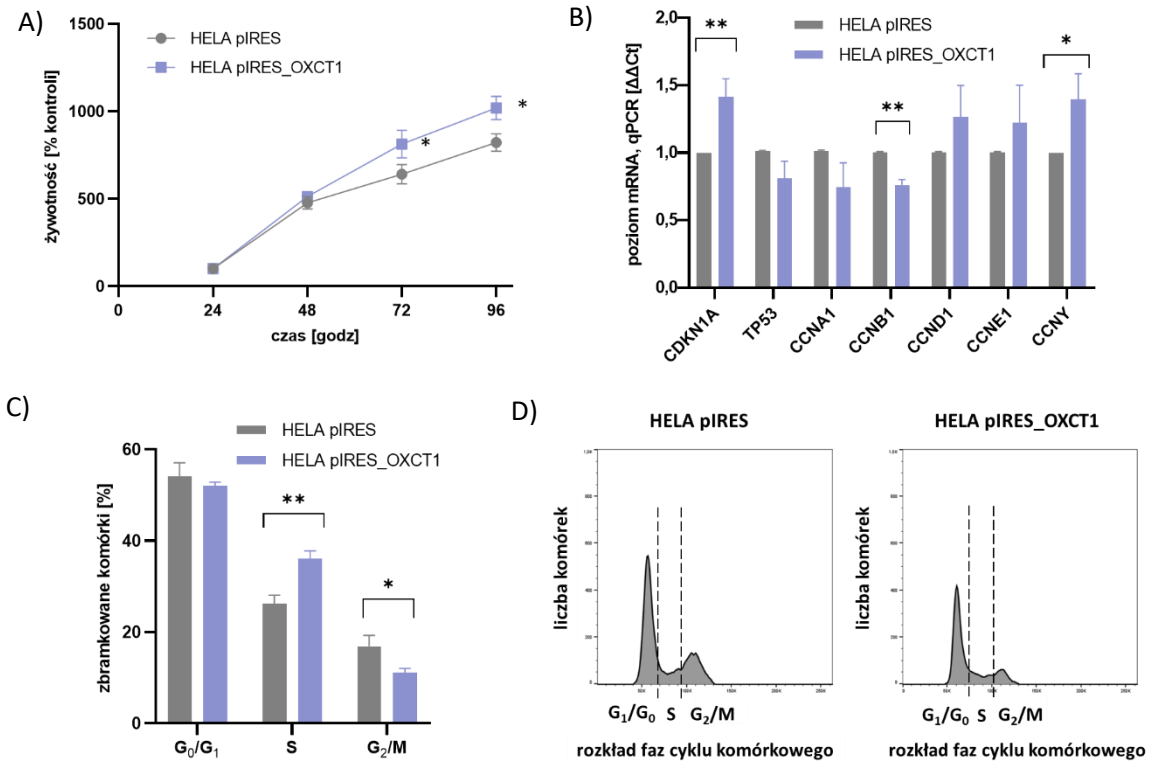 A)
HELA pIRES
HELA pIRES_OXCT1
1500
1000
500
0
żywotność [% kontroli]
*
*
0 24 48 72 96
czas [godz]
B)
HELA pIRES
HELA pIRES_OXCT1
2,0
1,5
1,0
0,5
0,0
poziom mRNA, qPCR [ΔΔCt]
**
**
*
CDKN1A TP53 CCNA1 CCNB1 CCND1 CCNE1 CCNY
C)
HELA pIRES
HELA pIRES_OXCT1
60
40
20
0
zbramkowane komórki [%]
**
*
G₀/G₁ S G₂/M
D)
HELA pIRES
liczba komórek
G₁/G₀ S G₂/M
rozkład faz cyklu komórkowego
HELA pIRES_OXCT1
liczba komórek
G₁/G₀ S G₂/M
rozkład faz cyklu komórkowego